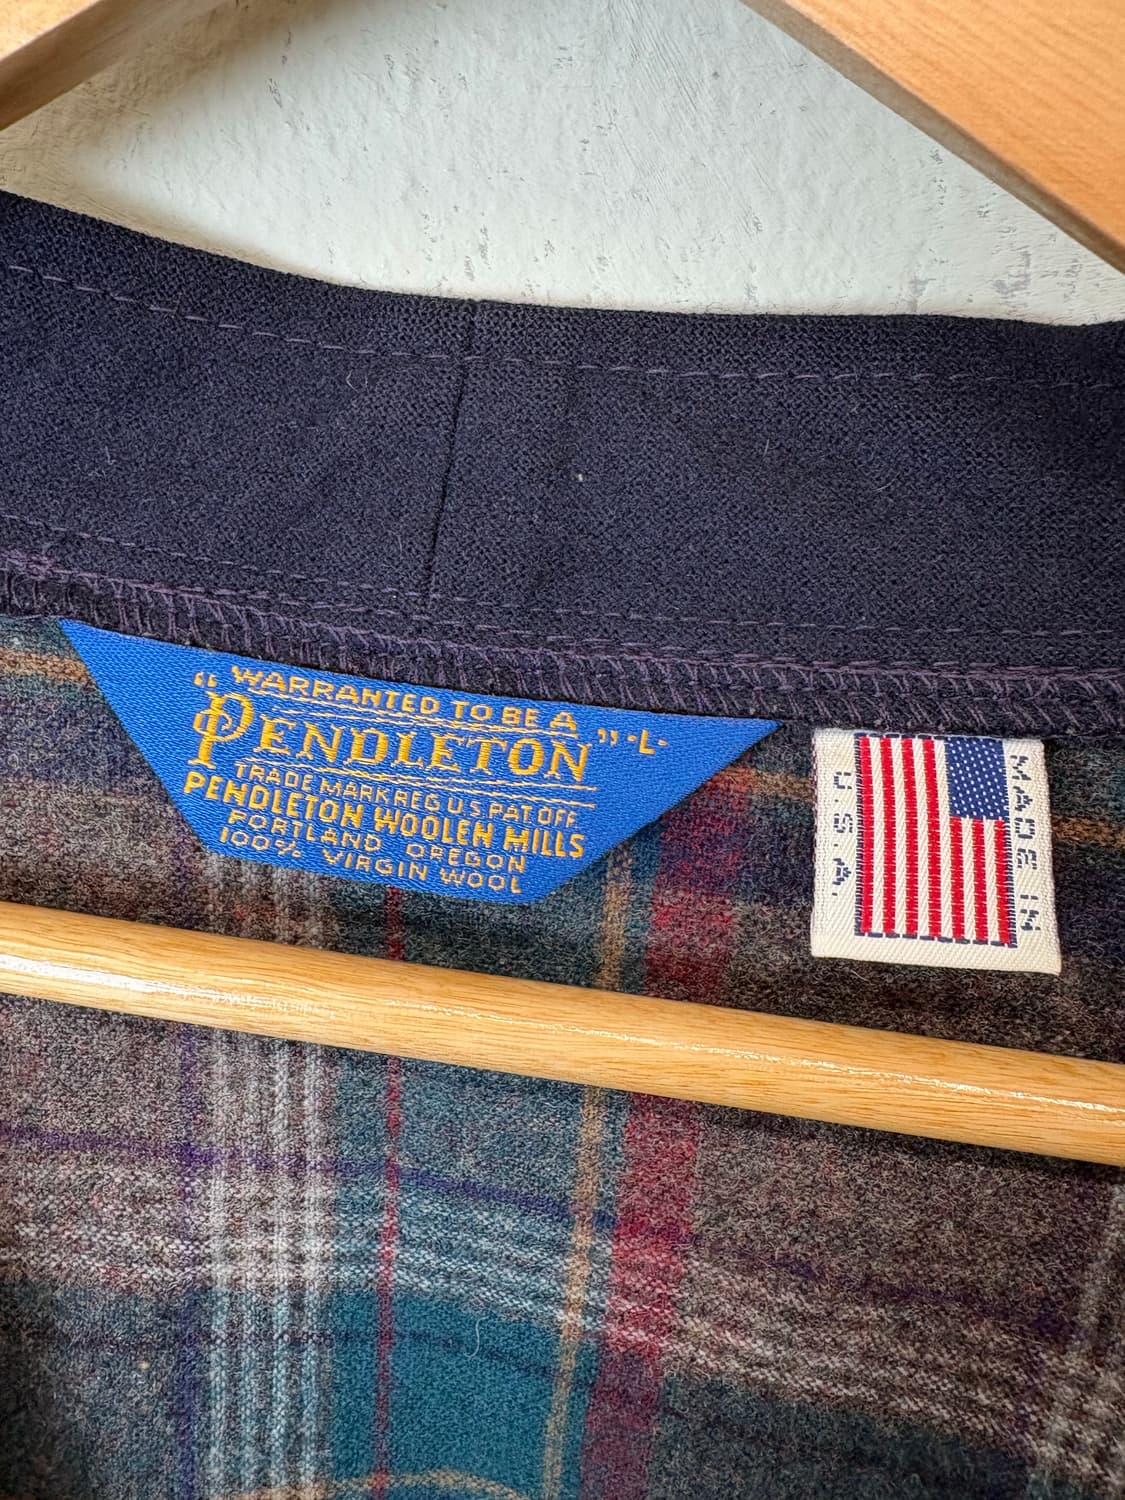 "WARRANTED TO BE A
PENDLETON" -L-
TRADE MARK REG U.S. PAT OFF
PENDLETON WOOLEN MILLS
PORTLAND OREGON
100% VIRGIN WOOL
MADE IN
U.S.A.